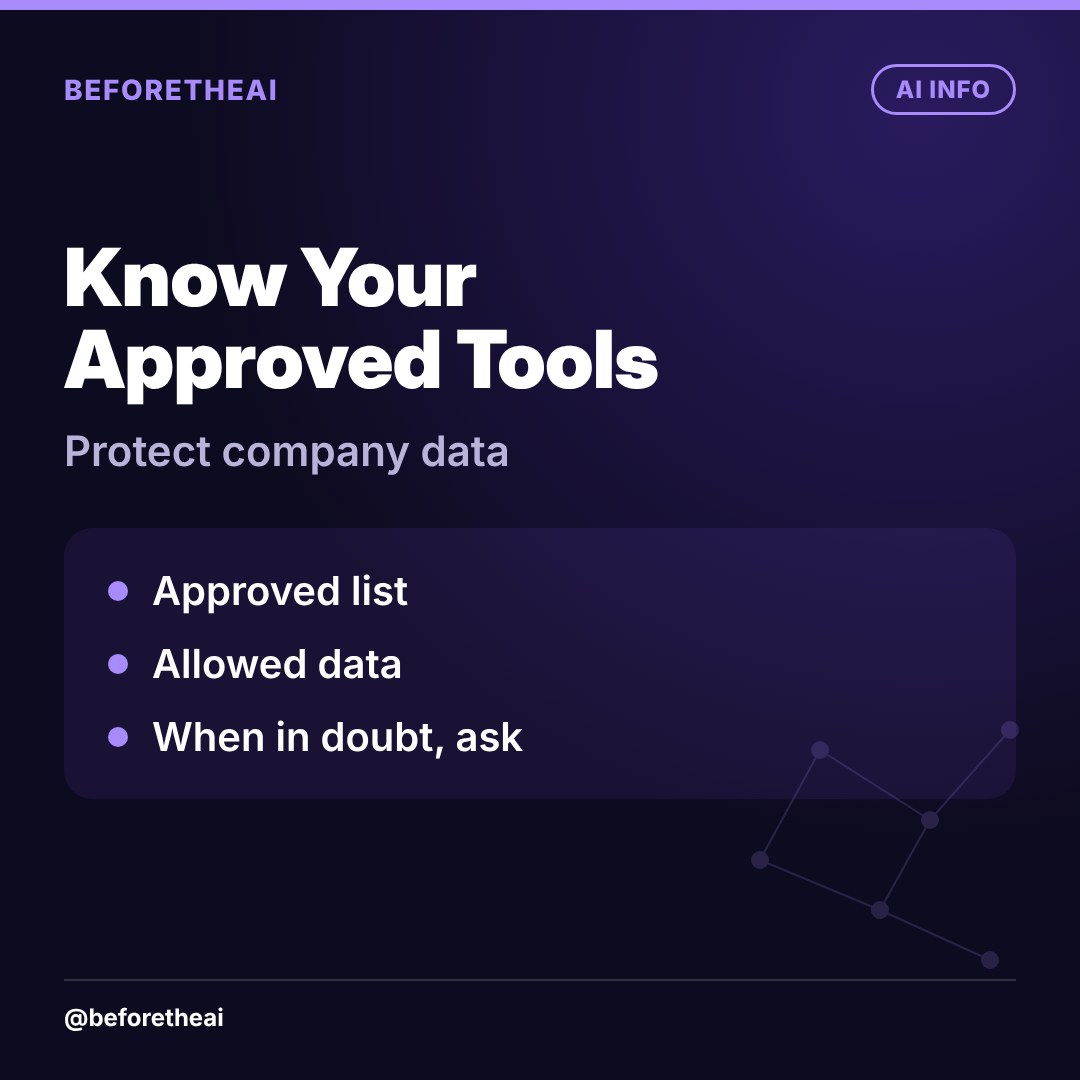 BEFORETHEAI
AI INFO
Know Your
Approved Tools
Protect company data
Approved list
Allowed data
When in doubt, ask
@beforetheai